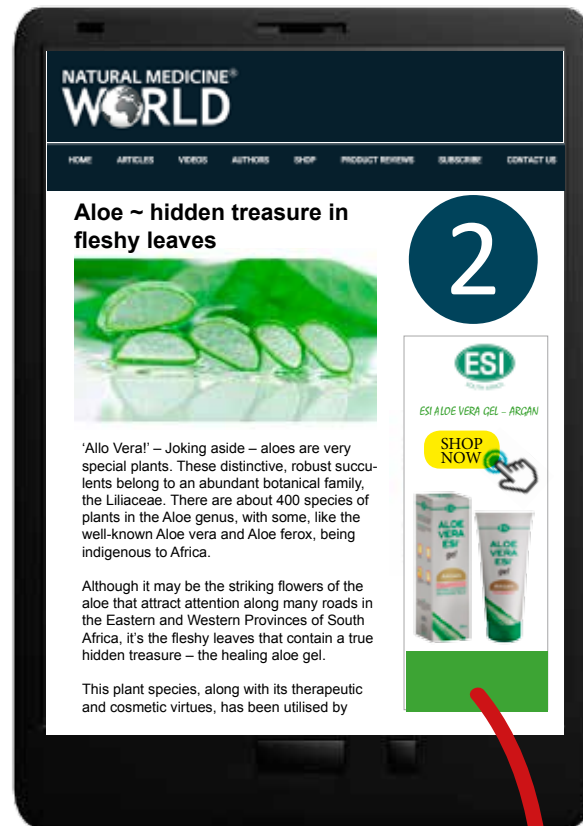 NATURAL MEDICINE®
WORLD
HOME ARTICLES VIDEOS AUTHORS SHOP PRODUCT REVIEWS SUBSCRIBE CONTACT US
Aloe ~ hidden treasure in
fleshy leaves
2
ESI
SOUTH AFRICA
ESI ALOE VERA GEL – ARGAN
SHOP
NOW
ALOE
VERA
ESI
gel
ALOE
VERA
ESI
gel
'Allo Vera!' – Joking aside – aloes are very
special plants. These distinctive, robust succu-
lents belong to an abundant botanical family,
the Liliaceae. There are about 400 species of
plants in the Aloe genus, with some, like the
well-known Aloe vera and Aloe ferox, being
indigenous to Africa.
Although it may be the striking flowers of the
aloe that attract attention along many roads in
the Eastern and Western Provinces of South
Africa, it's the fleshy leaves that contain a true
hidden treasure – the healing aloe gel.
This plant species, along with its therapeutic
and cosmetic virtues, has been utilised by